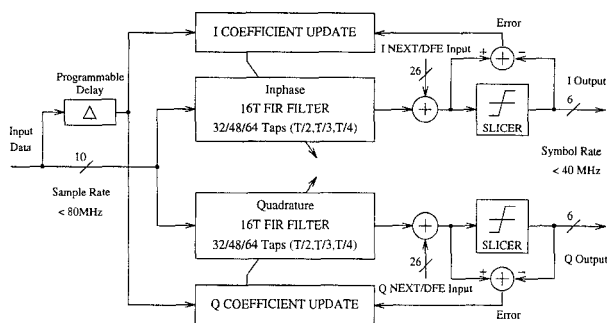 I COEFFICIENT UPDATE
Error
I NEXT/DFE Input
26
+
−
+
Programmable
Delay
Δ
Inphase
16T FIR FILTER
32/48/64 Taps (T/2,T/3,T/4)
+
SLICER
I Output
6
Input
Data
10
Sample Rate
< 80MHz
Symbol Rate
< 40 MHz
Quadrature
16T FIR FILTER
32/48/64 Taps (T/2,T/3,T/4)
+
SLICER
6
Q Output
26
Q NEXT/DFE Input
+
−
+
Error
Q COEFFICIENT UPDATE